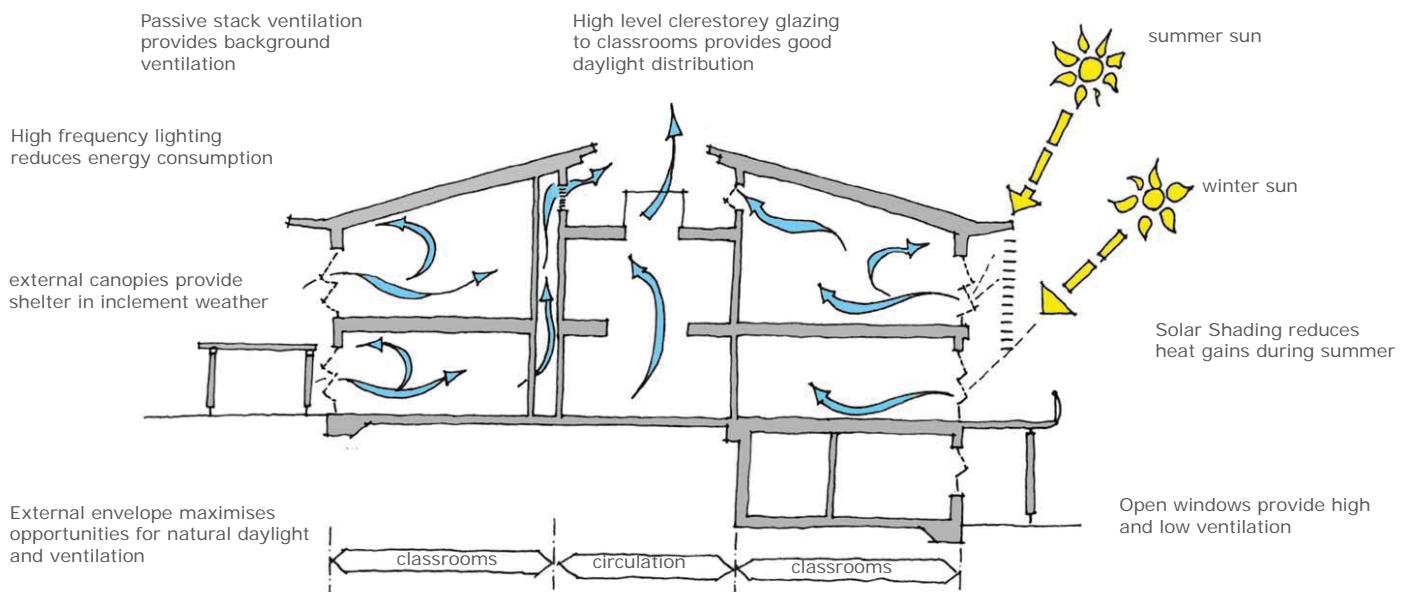 Passive stack ventilation
provides background
ventilation
High level clerestorey glazing
to classrooms provides good
daylight distribution
summer sun
High frequency lighting
reduces energy consumption
winter sun
external canopies provide
shelter in inclement weather
Solar Shading reduces
heat gains during summer
External envelope maximises
opportunities for natural daylight
and ventilation
Open windows provide high
and low ventilation
classrooms
circulation
classrooms